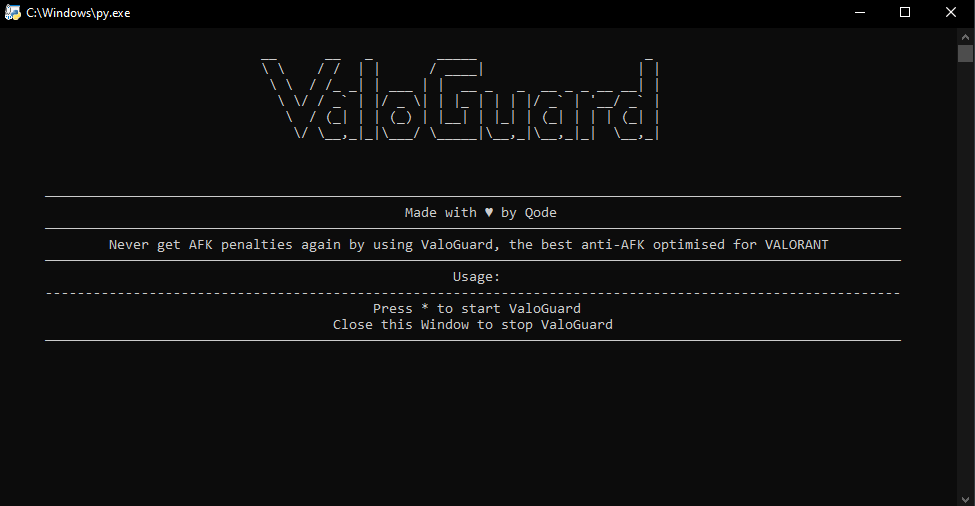 C:\Windows\py.exe
ValoGuard
Made with ♥ by Qode
Never get AFK penalties again by using ValoGuard, the best anti-AFK optimised for VALORANT
Usage:
Press * to start ValoGuard
Close this Window to stop ValoGuard